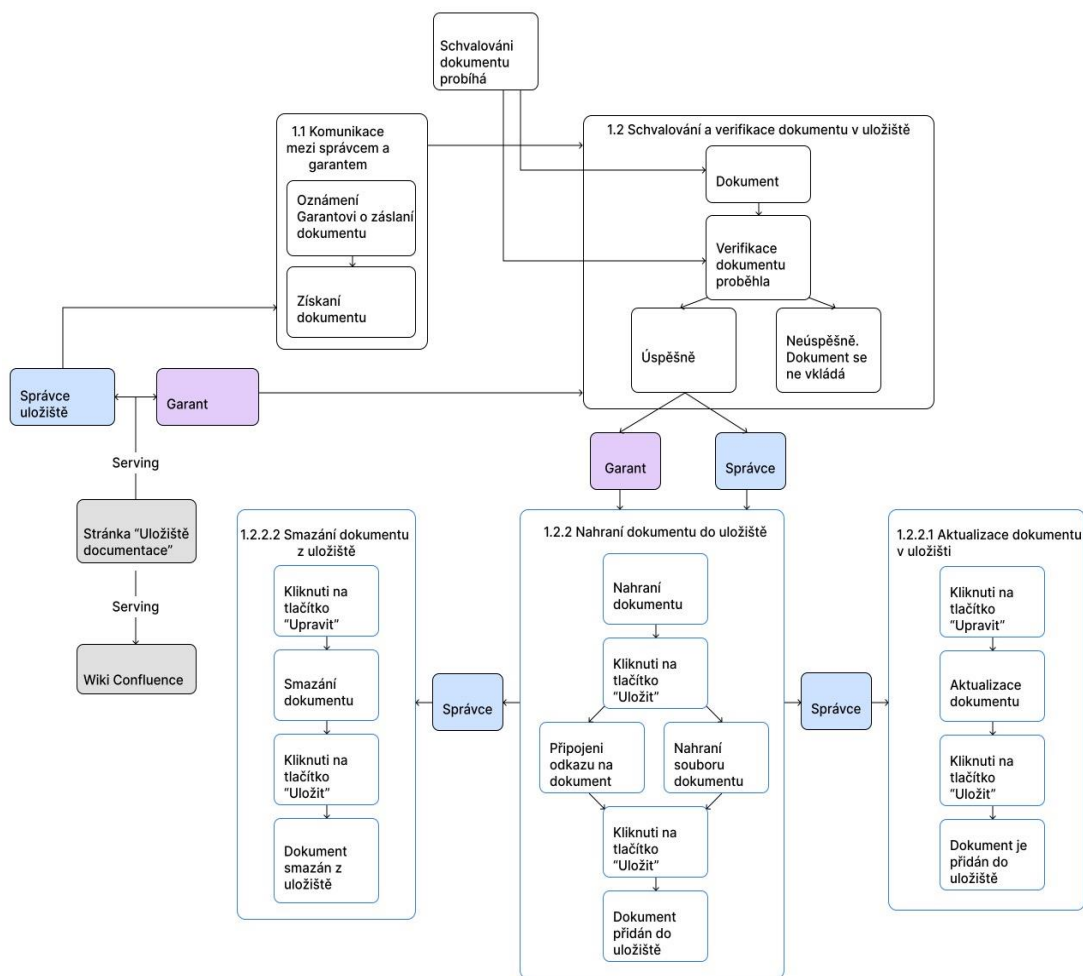 Schvalováni
dokumentu
probíhá
1.1 Komunikace
mezi správcem a
garantem
Oznámení
Garantovi o záslaní
dokumentu
Získaní
dokumentu
1.2 Schvalování a verifikace dokumentu v uložiště
Dokument
Verifikace
dokumentu
proběhla
Úspěšně
Neúspěšně.
Dokument se
ne vkládá
Správce
uložiště
Garant
Serving
Stránka “Uložiště
documentace”
Serving
Wiki Confluence
Garant
Správce
1.2.2.2 Smazání dokumentu
z uložiště
Kliknuti na
tlačítko
“Upravit”
Smazání
dokumentu
Kliknuti na
tlačítko
“Uložit”
Dokument
smazán z
uložiště
Správce
1.2.2 Nahraní dokumentu do uložiště
Nahraní
dokumentu
Kliknuti na
tlačítko
“Uložit”
Připojeni
odkazu na
dokument
Nahraní
souboru
dokumentu
Kliknuti na
tlačítko
“Uložit”
Dokument
přidán do
uložiště
Správce
1.2.2.1 Aktualizace dokumentu
v uložišti
Kliknuti na
tlačítko
“Upravit”
Aktualizace
dokumentu
Kliknuti na
tlačítko
“Uložit”
Dokument je
přidán do
uložiště